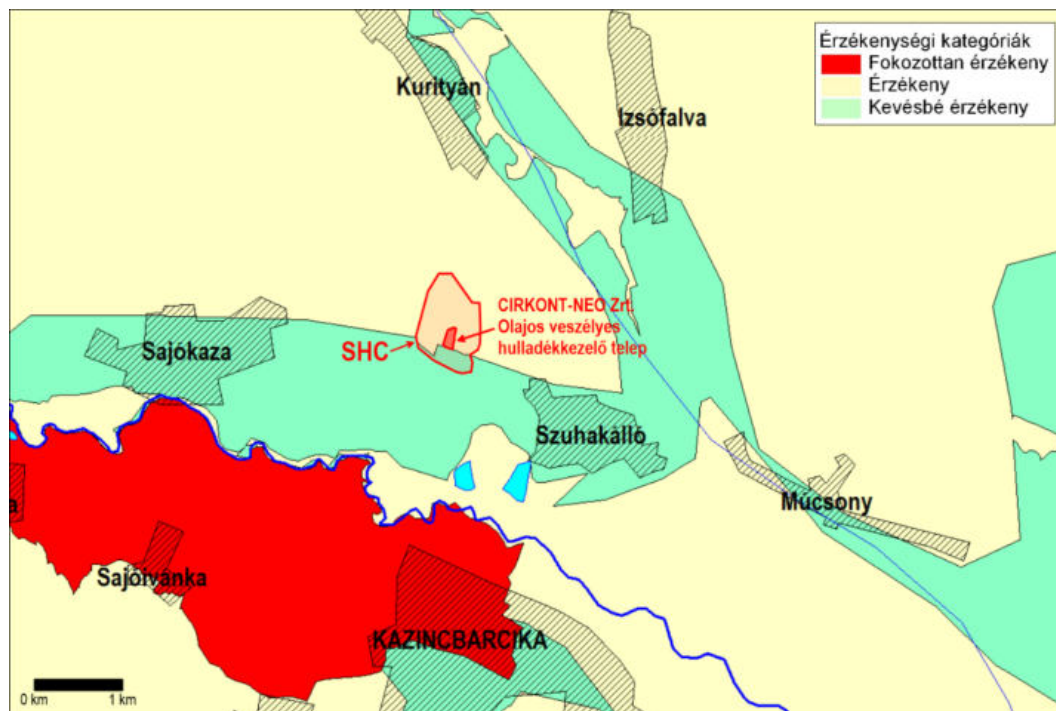 Érzékenységi kategóriák
Fokozottan érzékeny
Érzékeny
Kevésbé érzékeny
Kurityán
Izsófalva
CIRKONT-NEO Zrt.
Olajos veszélyes
hulladékkezelő telep
SHC
Sajókaza
Szuhakálló
Múcsony
a
Sajóivánka
KAZINCBARCIKA
0 km 1 km